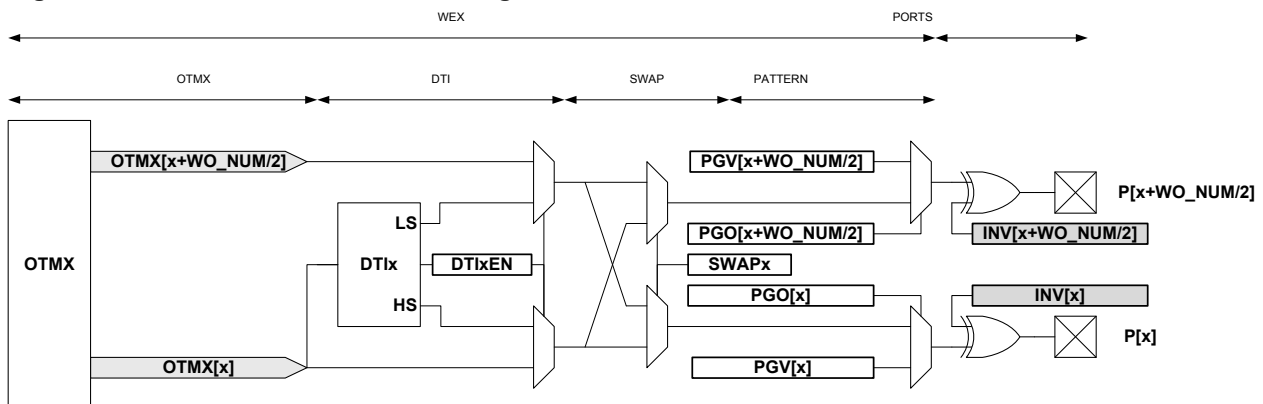 WEX PORTS
OTMX DTI SWAP PATTERN
OTMX[x+WO_NUM/2] PGV[x+WO_NUM/2]
P[x+WO_NUM/2]
LS
PGO[x+WO_NUM/2] INV[x+WO_NUM/2]
OTMX DTIx DTIxEN SWAPx
PGO[x] INV[x]
HS
P[x]
OTMX[x] PGV[x]